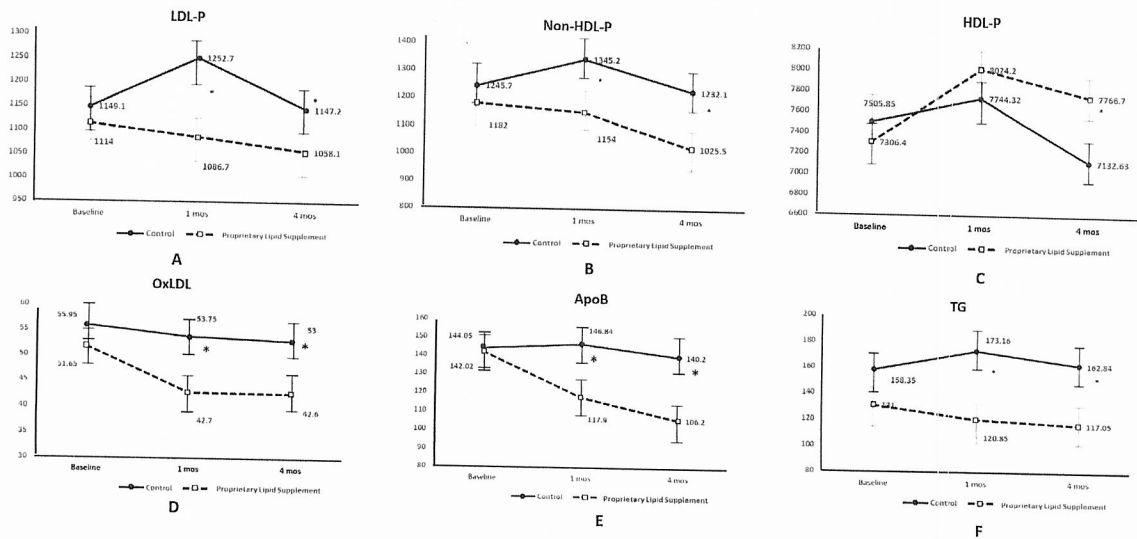 LDL-P
1300
1250
1200
1150
1100
1050
1000
950
1252.7
*
1149.1
*
1147.2
1114
1086.7
1058.1
Baseline
1 mos
4 mos
Control
Proprietary Lipid Supplement
A
Non-HDL-P
1400
1300
1200
1100
1000
900
800
1345.2
1245.7
*
1232.1
*
1182
1154
1025.5
Baseline
1 mos
4 mos
Control
Proprietary Lipid Supplement
B
HDL-P
8200
8000
7800
7600
7400
7200
7000
6800
6600
8024.2
7505.85
7744.32
7766.7
*
7306.4
7132.63
Baseline
1 mos
4 mos
Control
Proprietary Lipid Supplement
C
OxLDL
60
55
50
45
40
35
30
55.95
53.75
53
*
*
51.65
42.7
42.6
Baseline
1 mos
4 mos
Control
Proprietary Lipid Supplement
D
ApoB
160
150
140
130
120
110
100
90
80
144.05
146.84
140.2
*
*
142.02
117.9
106.2
Baseline
1 mos
4 mos
Control
Proprietary Lipid Supplement
E
TG
200
180
160
140
120
100
80
173.16
158.35
162.84
*
*
131
120.85
117.05
Baseline
1 mos
4 mos
Control
Proprietary Lipid Supplement
F